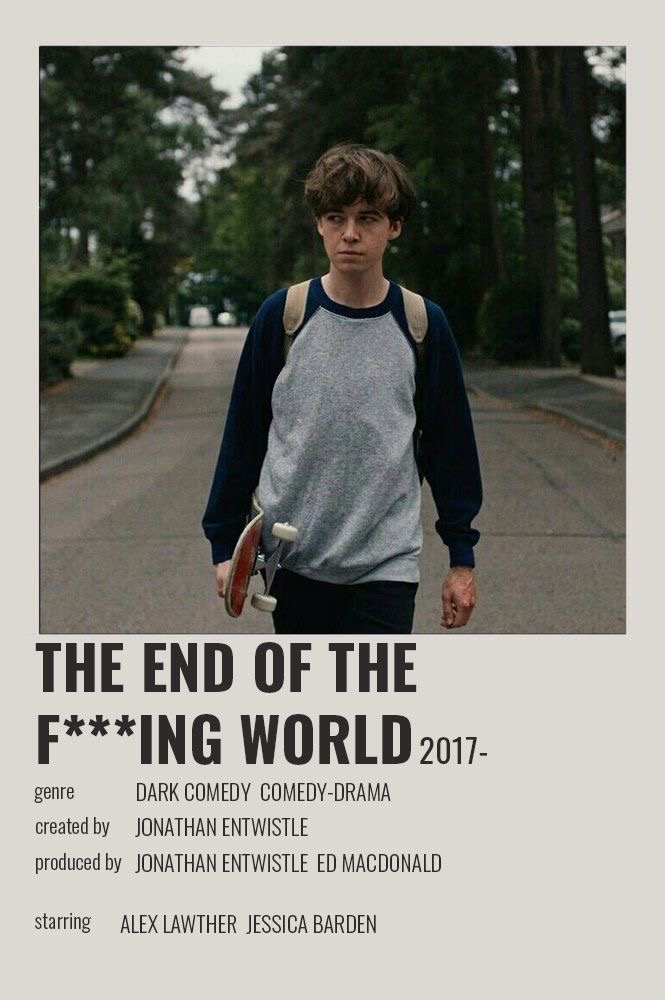 THE END OF THE
F***ING WORLD 2017-
genre DARK COMEDY COMEDY-DRAMA
created by JONATHAN ENTWISTLE
produced by JONATHAN ENTWISTLE ED MACDONALD
starring ALEX LAWTHER JESSICA BARDEN